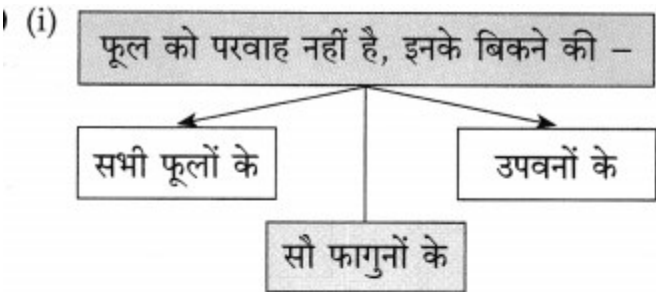 (i)
फूल को परवाह नहीं है, इनके बिकने की –
सभी फूलों के
उपवनों के
सौ फागुनों के